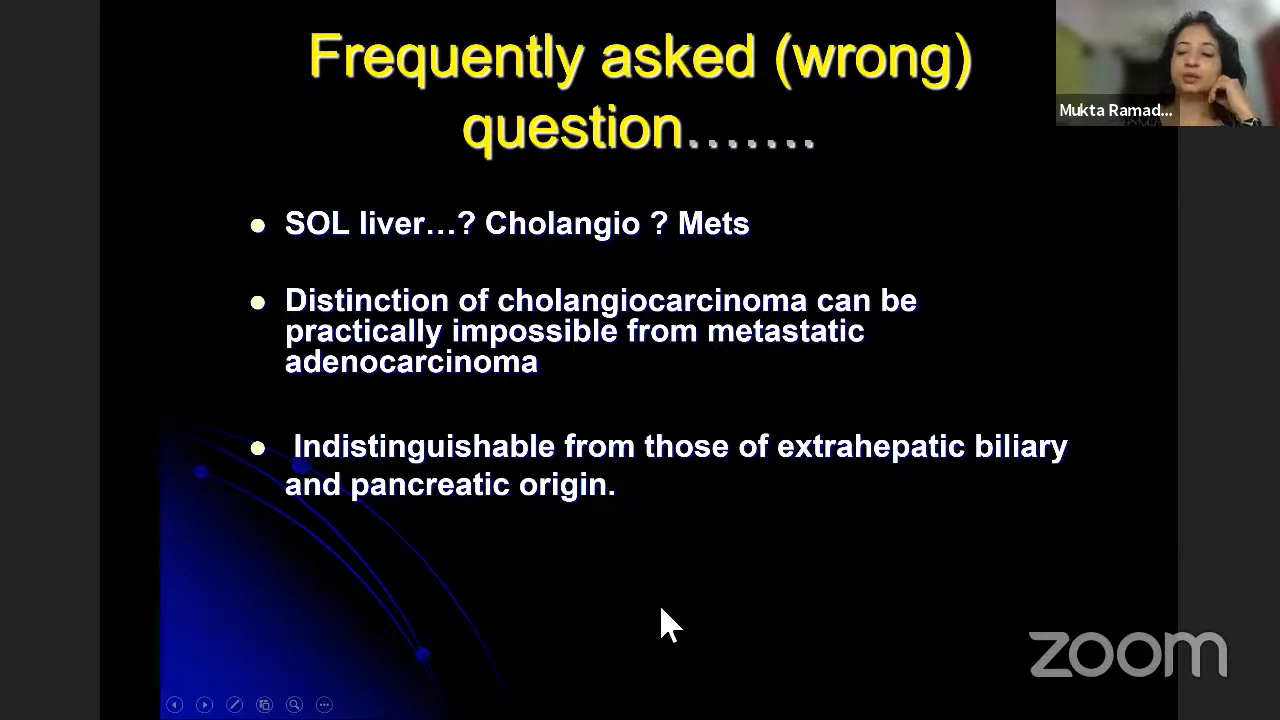 Frequently asked (wrong)
question.......
Mukta Ramad...
SOL liver…? Cholangio ? Mets
Distinction of cholangiocarcinoma can be
practically impossible from metastatic
adenocarcinoma
Indistinguishable from those of extrahepatic biliary
and pancreatic origin.
zoom